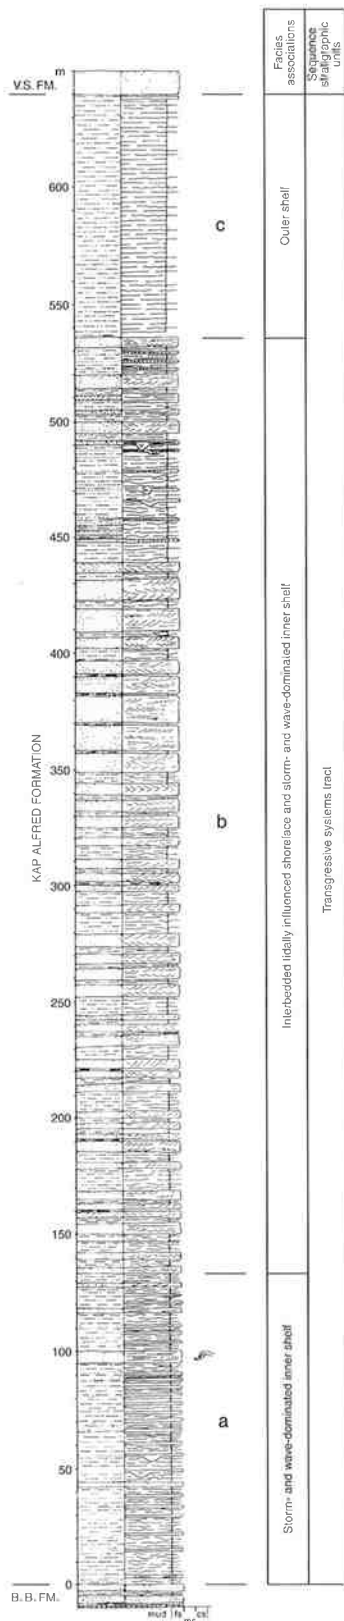 Facies
associations
Sequence
stratigraphic
units
m
V.S. FM.
600
550
500
450
400
350
300
250
200
150
100
50
0
B.B. FM.
KAP ALFRED FORMATION
c
b
a
Outer shelf
Interbedded tidally influenced shoreface and storm- and wave-dominated inner shelf
Storm- and wave-dominated inner shelf
Transgressive systems tract
mud
fs
cs
ms